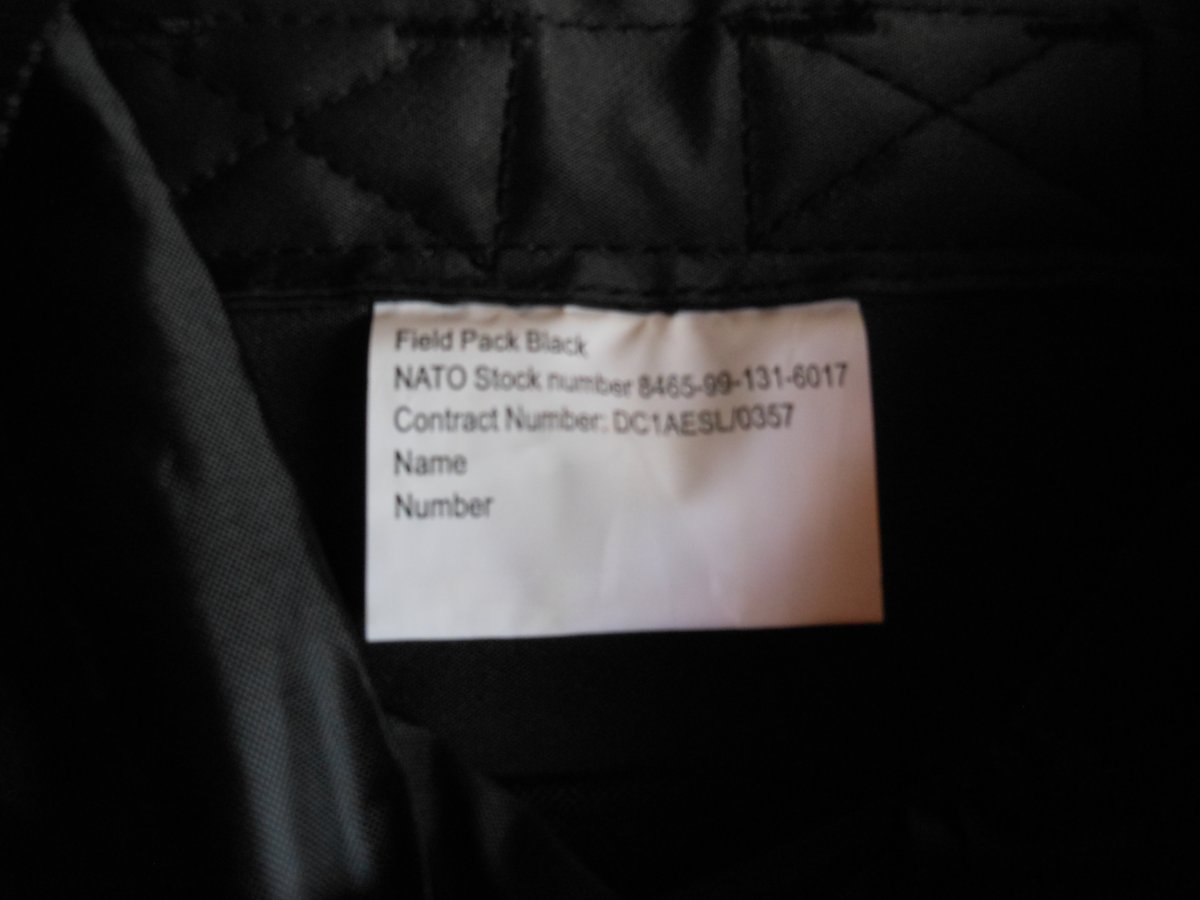 Field Pack Black
NATO Stock number 8465-99-131-6017
Contract Number: DC1AESL/0357
Name
Number